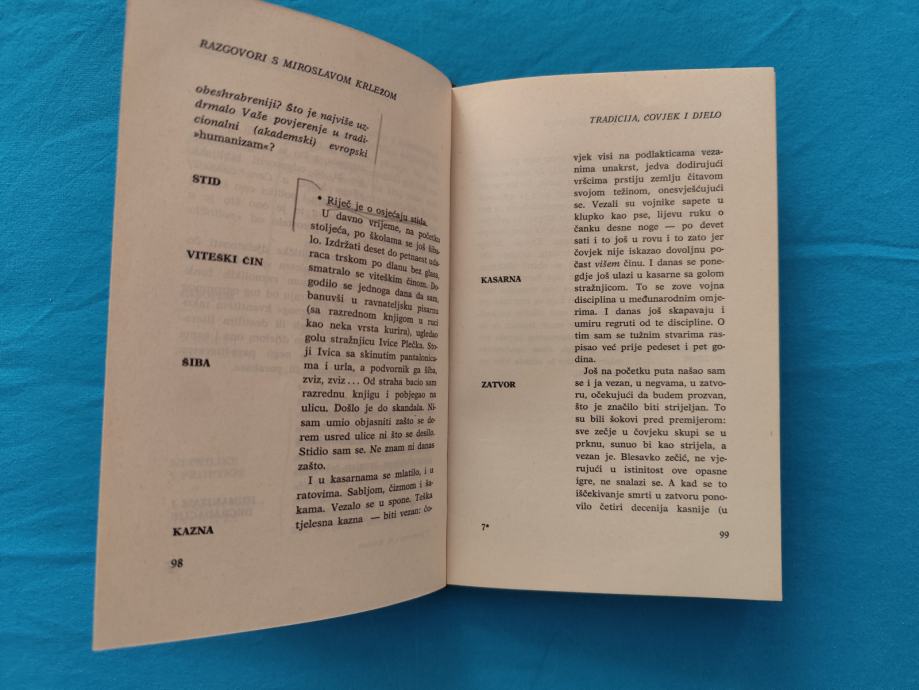 RAZGOVORI S MIROSLAVOM KRLEŽOM
obeshrabreniji? Što je najviše uz-
drmalo Vaše povjerenje u tradi-
cionalni (akademski) evropski
»humanizam«?
STID
• Riječ je o osjećaju stida.
U davno vrijeme, na početku
stoljeća, po školama se još šiba-
lo. Izdržati deset do petnaest uda-
VITEŠKI ČIN
raca trskom po dlanu bez glasa,
smatralo se viteškim činom. Do-
godilo se jednoga dana da sam,
banuvši u ravnateljsku pisarnu
(sa razrednom knjigom u ruci
kao neka vrsta kurira), ugledao
golu stražnjicu Ivice Plečka. Sto-
ŠIBA
ji Ivica sa skinutim pantalonica-
ma i urla, a podvornik ga šiba,
zviz, zviz... Od straha bacio sam
razrednu knjigu i pobjegao na
ulicu. Došlo je do skandala. Ni-
sam umio objasniti zašto se de-
rem usred ulice ni što se desilo.
Stidio sam se. Ne znam ni danas
zašto.
I u kasarnama se mlatilo, i u
ratovima. Sabljom, čizmom i ša-
kama. Vezalo se u spone. Teška
KAZNA
tjelesna kazna — biti vezan: čo-
98
TRADICIJA, ČOVJEK I DJELO
vjek visi na podlakticama veza-
nima unakrst, jedva dodirujući
vršcima prstiju zemlju čitavom
svojom težinom, onesvješćujući
se. Vezali su vojnike sapete u
klupko kao pse, lijevu ruku o
čanku desne noge — po devet
sati i to u rovu i to zato jer
čovjek nije iskazao dovoljnu po-
čast višem činu. I danas se pone-
KASARNA
gdje još ulazi u kasarne sa golom
stražnjicom. To se zove vojna
disciplina u međunarodnim omje-
rima. I danas još skapavaju i
umiru regruti od te discipline. O
tim sam se tužnim stvarima ras-
pisao već prije pedeset i pet go-
dina.
Još na početku puta našao sam
ZATVOR
se i ja vezan, u negvama, u zatvo-
ru, očekujući da budem prozvan,
što je značilo biti strijeljan. To
su bili šokovi pred premijerom:
sve zečje u čovjeku skupi se u
prknu, sunuo bi kao strijela, a
vezan je. Blesavko zečić, ne vje-
rujući u istinitost ove opasne
igre, ne snalazi se. A kad se to
iščekivanje smrti u zatvoru pono-
vilo četiri decenija kasnije (u
7*
99